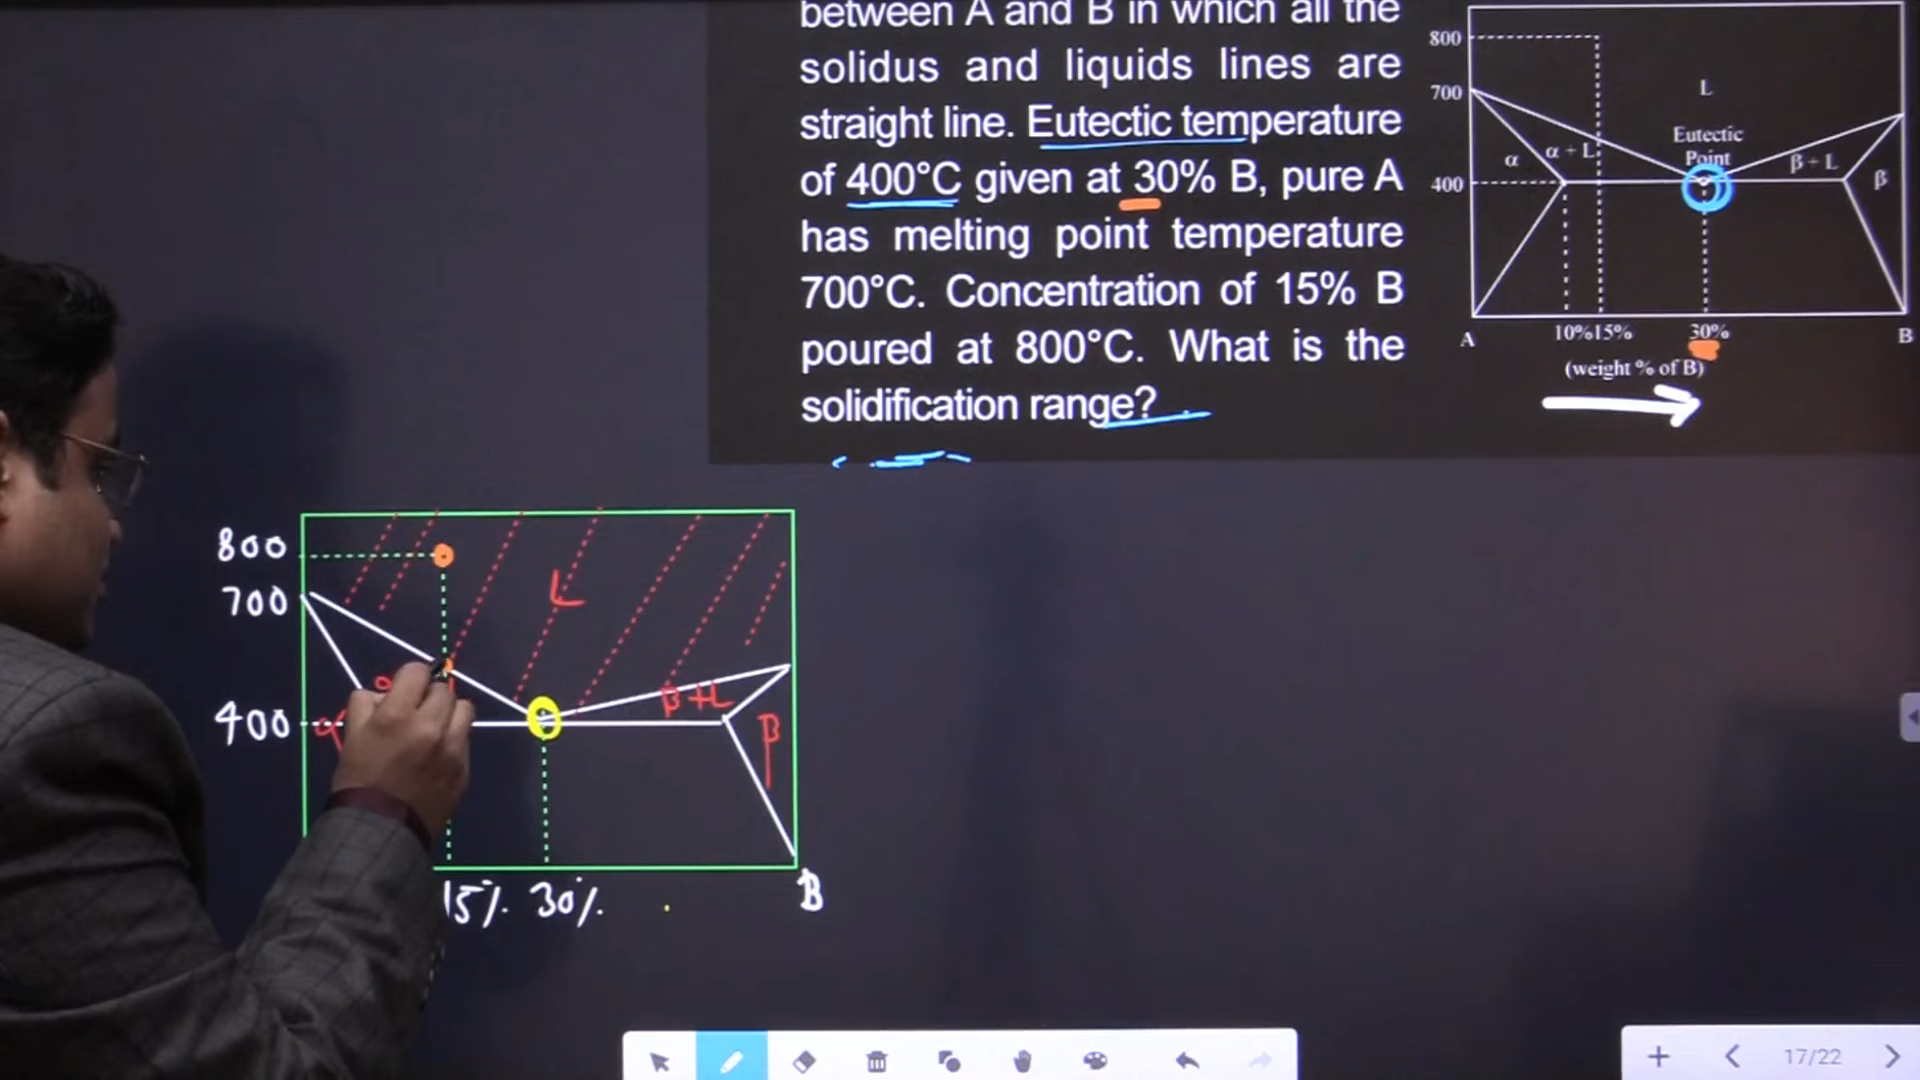 between A and B in which all the
solidus and liquids lines are
straight line. Eutectic temperature
of 400°C given at 30% B, pure A
has melting point temperature
700°C. Concentration of 15% B
poured at 800°C. What is the
solidification range?
800
700
L
Eutectic
Point
α
α + L
β + L
β
400
A
10%
15%
30%
B
(weight % of B)
800
700
L
400
α
β+L
β
15%.
30%.
B
17/22